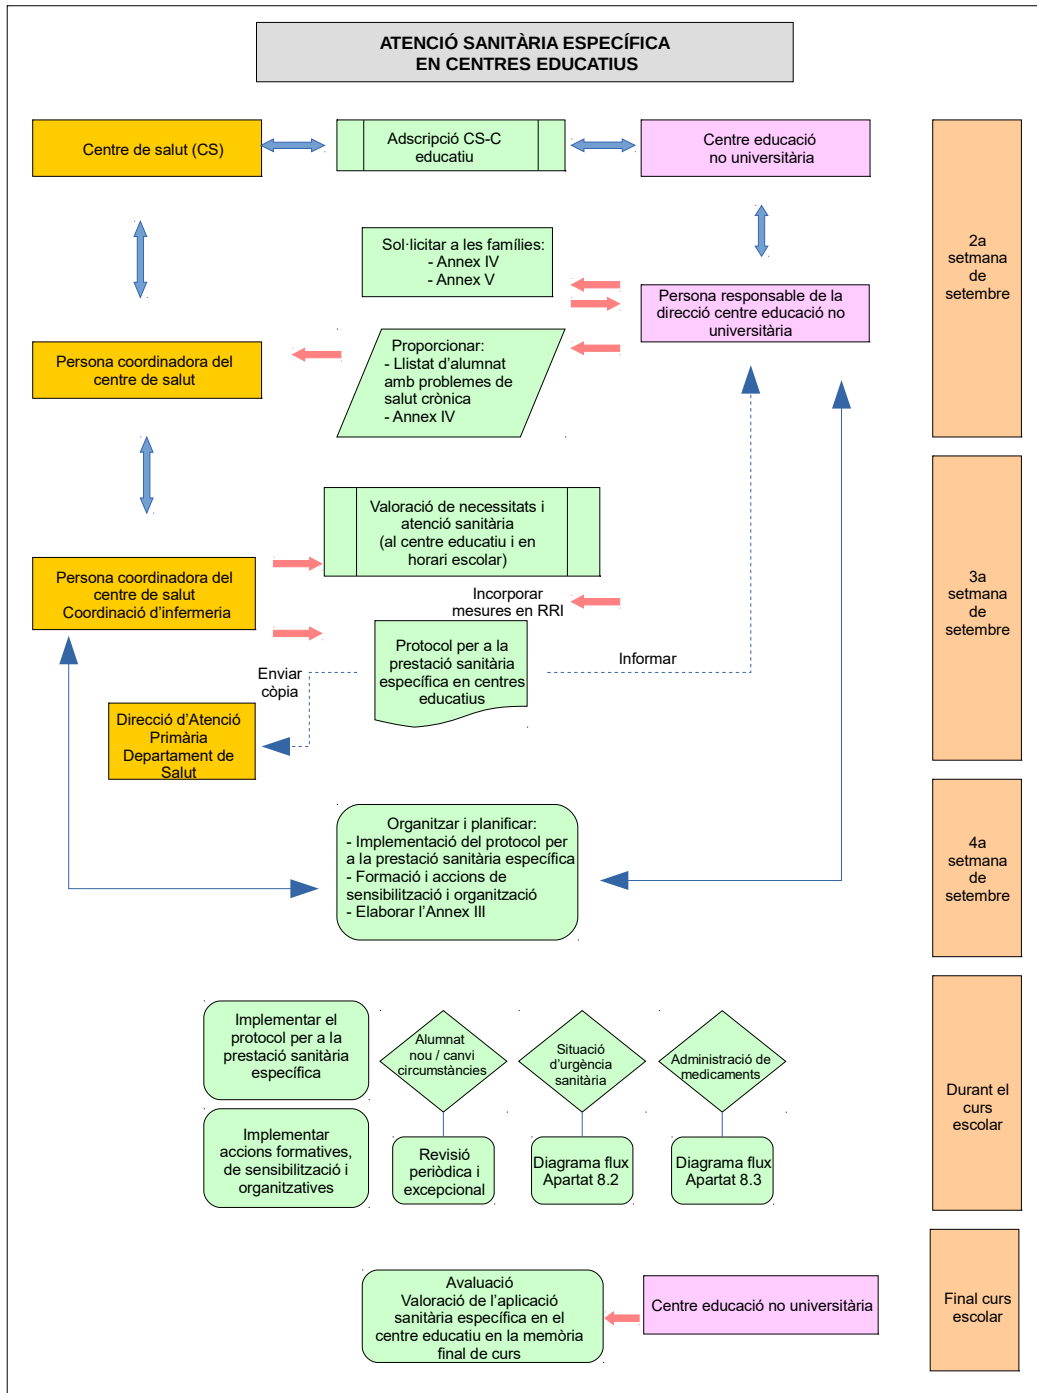 ATENCIÓ SANITÀRIA ESPECÍFICA
EN CENTRES EDUCATIUS
Centre de salut (CS)
Adscripció CS-C
educatiu
Centre educació
no universitària
2a
setmana
de
setembre
Sol·licitar a les famílies:
- Annex IV
- Annex V
Persona responsable de la
direcció centre educació no
universitària
Persona coordinadora del
centre de salut
Proporcionar:
- Llistat d’alumnat
amb problemes de
salut crònica
- Annex IV
Valoració de necessitats i
atenció sanitària
(al centre educatiu i en
horari escolar)
3a
setmana
de
setembre
Persona coordinadora del
centre de salut
Coordinació d’infermeria
Incorporar
mesures en RRI
Protocol per a la
prestació sanitària
específica en centres
educatius
Informar
Enviar
còpia
Direcció d’Atenció
Primària
Departament de
Salut
Organitzar i planificar:
- Implementació del protocol per
a la prestació sanitària específica
- Formació i accions de
sensibilització i organització
- Elaborar l’Annex III
4a
setmana
de
setembre
Implementar el
protocol per a la
prestació sanitària
específica
Alumnat
nou / canvi
circumstàncies
Situació
d’urgència
sanitària
Administració de
medicaments
Durant el
curs
escolar
Implementar
accions formatives,
de sensibilització i
organitzatives
Revisió
periòdica i
excepcional
Diagrama flux
Apartat 8.2
Diagrama flux
Apartat 8.3
Avaluació
Valoració de l’aplicació
sanitària específica en el
centre educatiu en la memòria
final de curs
Centre educació no universitària
Final curs
escolar